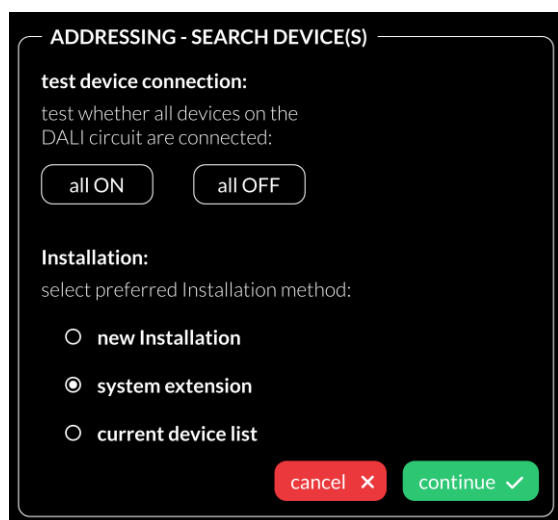 ADDRESSING - SEARCH DEVICE(S)
test device connection:
test whether all devices on the
DALI circuit are connected:
all ON all OFF
Installation:
select preferred Installation method:
new Installation
system extension
current device list
cancel continue